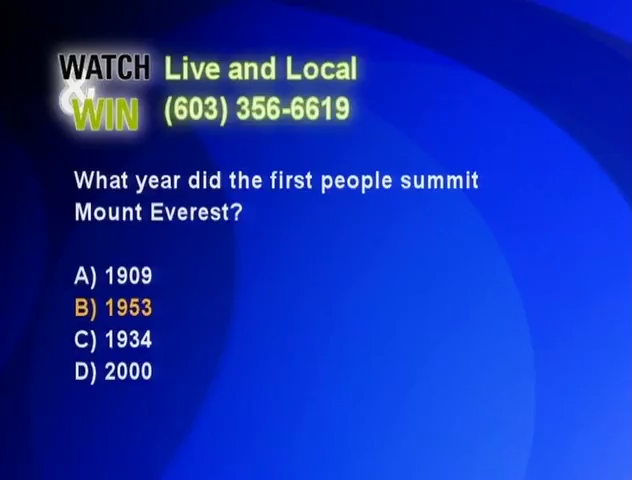 WATCH
&
WIN
Live and Local
(603) 356-6619
What year did the first people summit
Mount Everest?
A) 1909
B) 1953
C) 1934
D) 2000